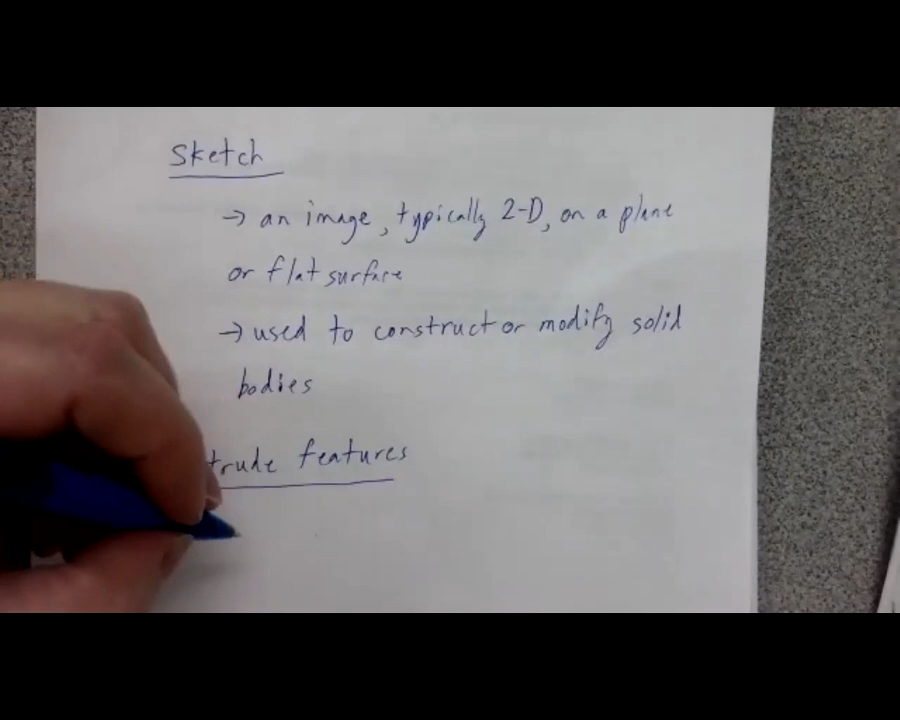 Sketch
→ an image, typically 2-D, on a plane
or flat surface
→ used to construct or modify solid
bodies
trude features